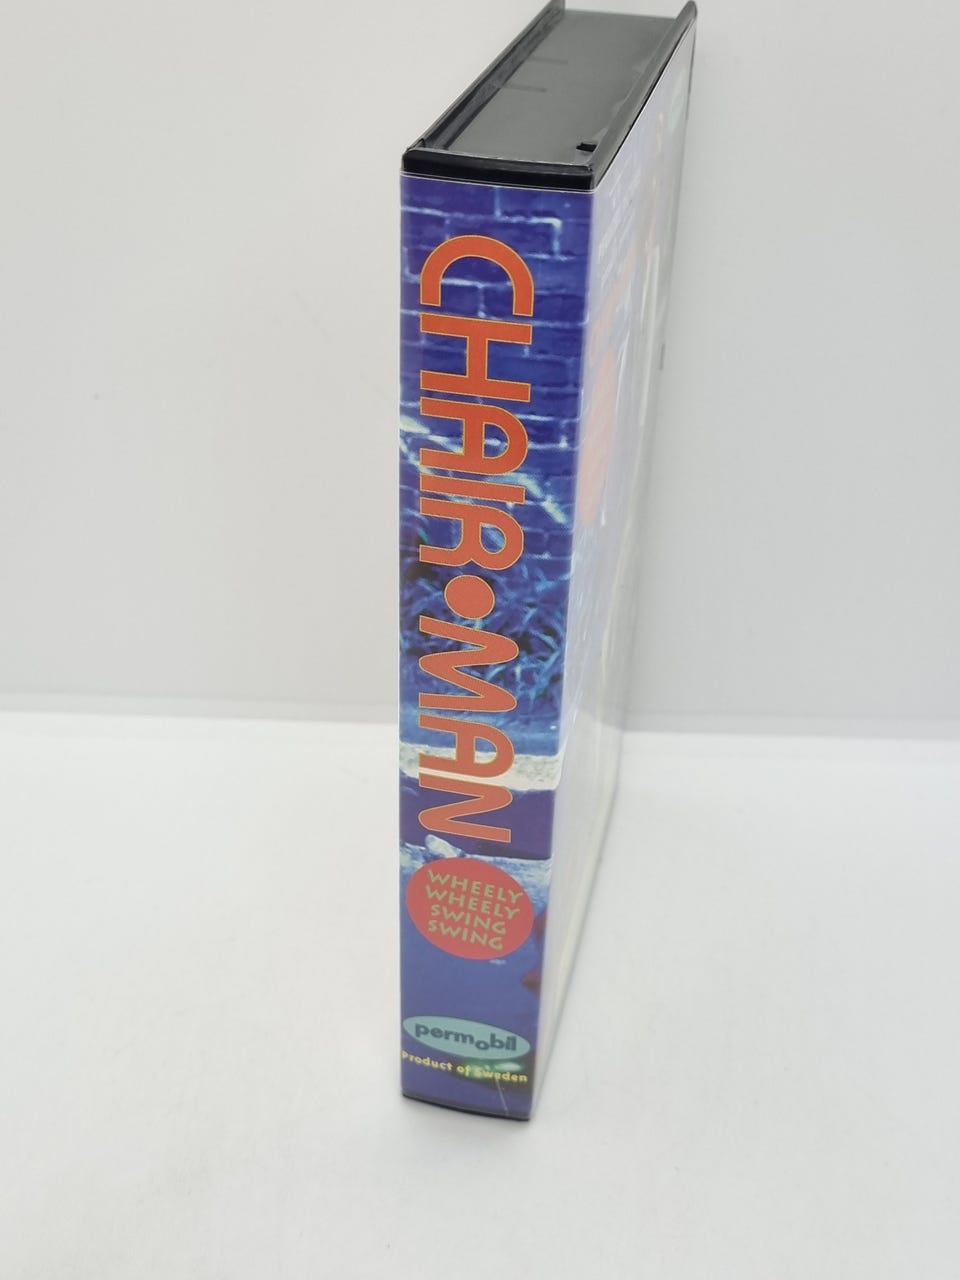 CHAIR•MAN
WHEELY
WHEELY
SWING
SWING
permobil
Product of Sweden